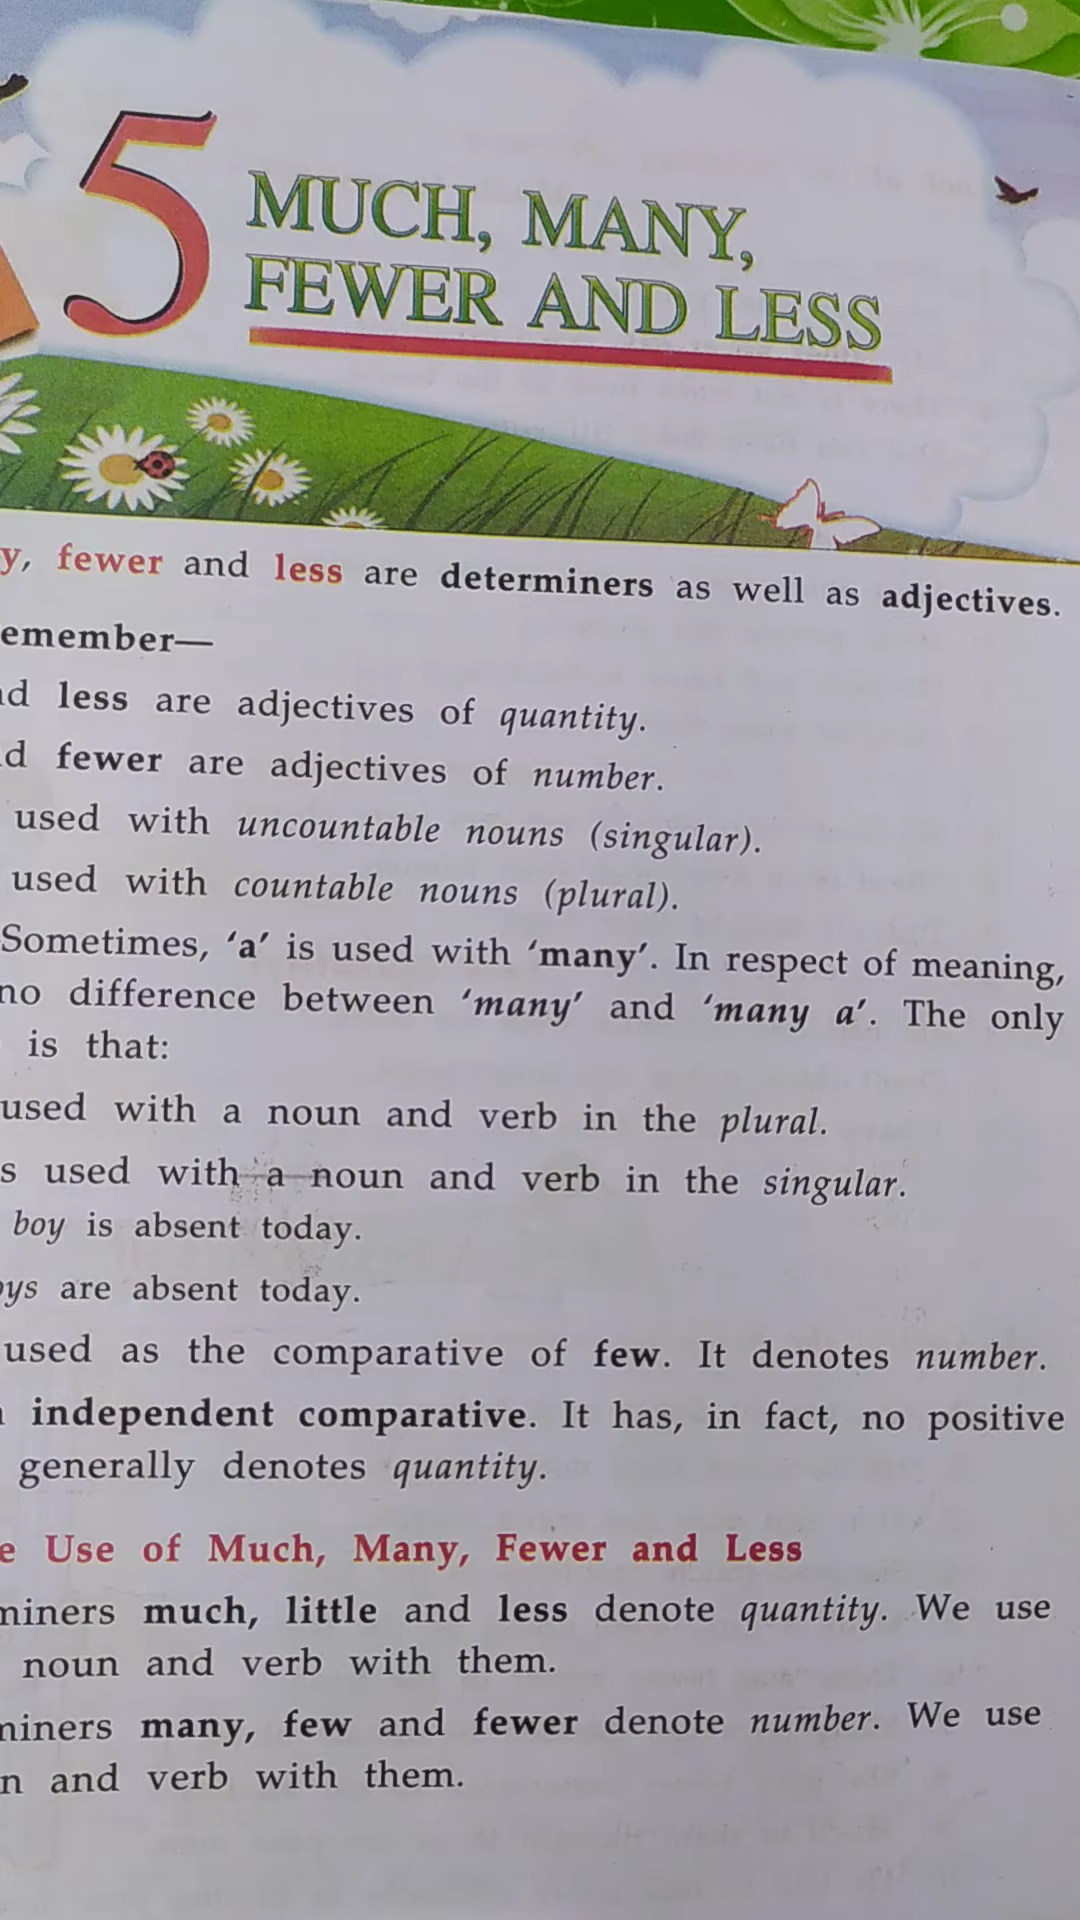 5
MUCH, MANY,
FEWER AND LESS
y, fewer and less are determiners as well as adjectives.
emember—
less are adjectives of quantity.
fewer are adjectives of number.
used with uncountable nouns (singular).
used with countable nouns (plural).
Sometimes, 'a' is used with 'many'. In respect of meaning,
no difference between 'many' and 'many a'. The only
is that:
used with a noun and verb in the plural.
s used with a noun and verb in the singular.
boy is absent today.
ys are absent today.
used as the comparative of few. It denotes number.
independent comparative. It has, in fact, no positive
generally denotes quantity.
e Use of Much, Many, Fewer and Less
miners much, little and less denote quantity. We use
noun and verb with them.
miners many, few and fewer denote number. We use
n and verb with them.